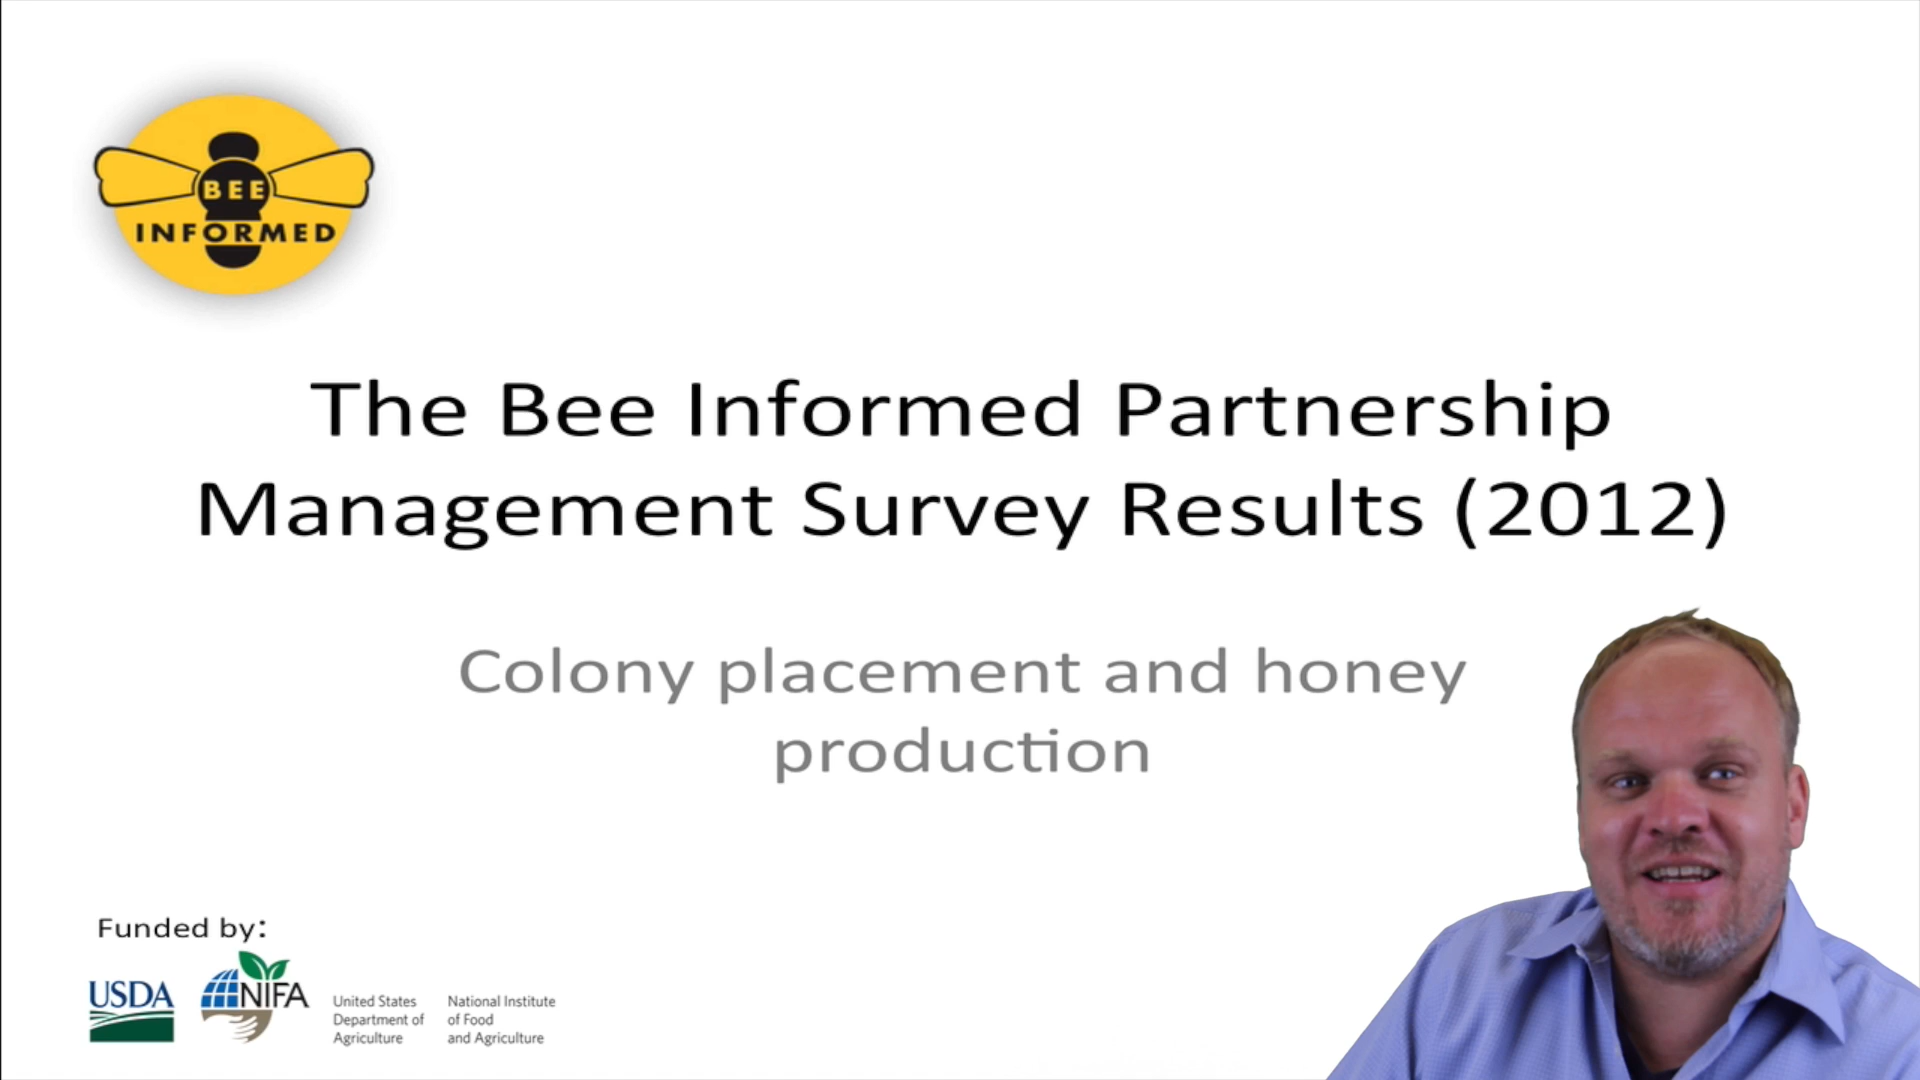 BEE
INFORMED
The Bee Informed Partnership
Management Survey Results (2012)
Colony placement and honey
production
Funded by:
USDA
NIFA
United States
Department of
Agriculture
National Institute
of Food
and Agriculture